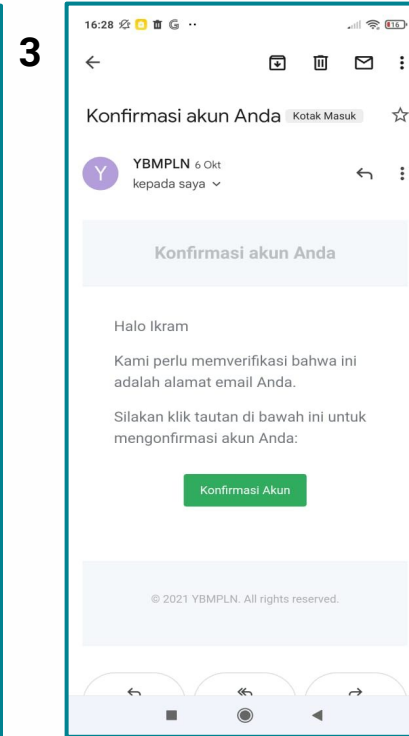 3
16:28
16
Konfirmasi akun Anda Kotak Masuk
Y
YBMPLN 6 Okt
kepada saya
Konfirmasi akun Anda
Halo Ikram
Kami perlu memverifikasi bahwa ini
adalah alamat email Anda.
Silakan klik tautan di bawah ini untuk
mengonfirmasi akun Anda:
Konfirmasi Akun
© 2021 YBMPLN. All rights reserved.